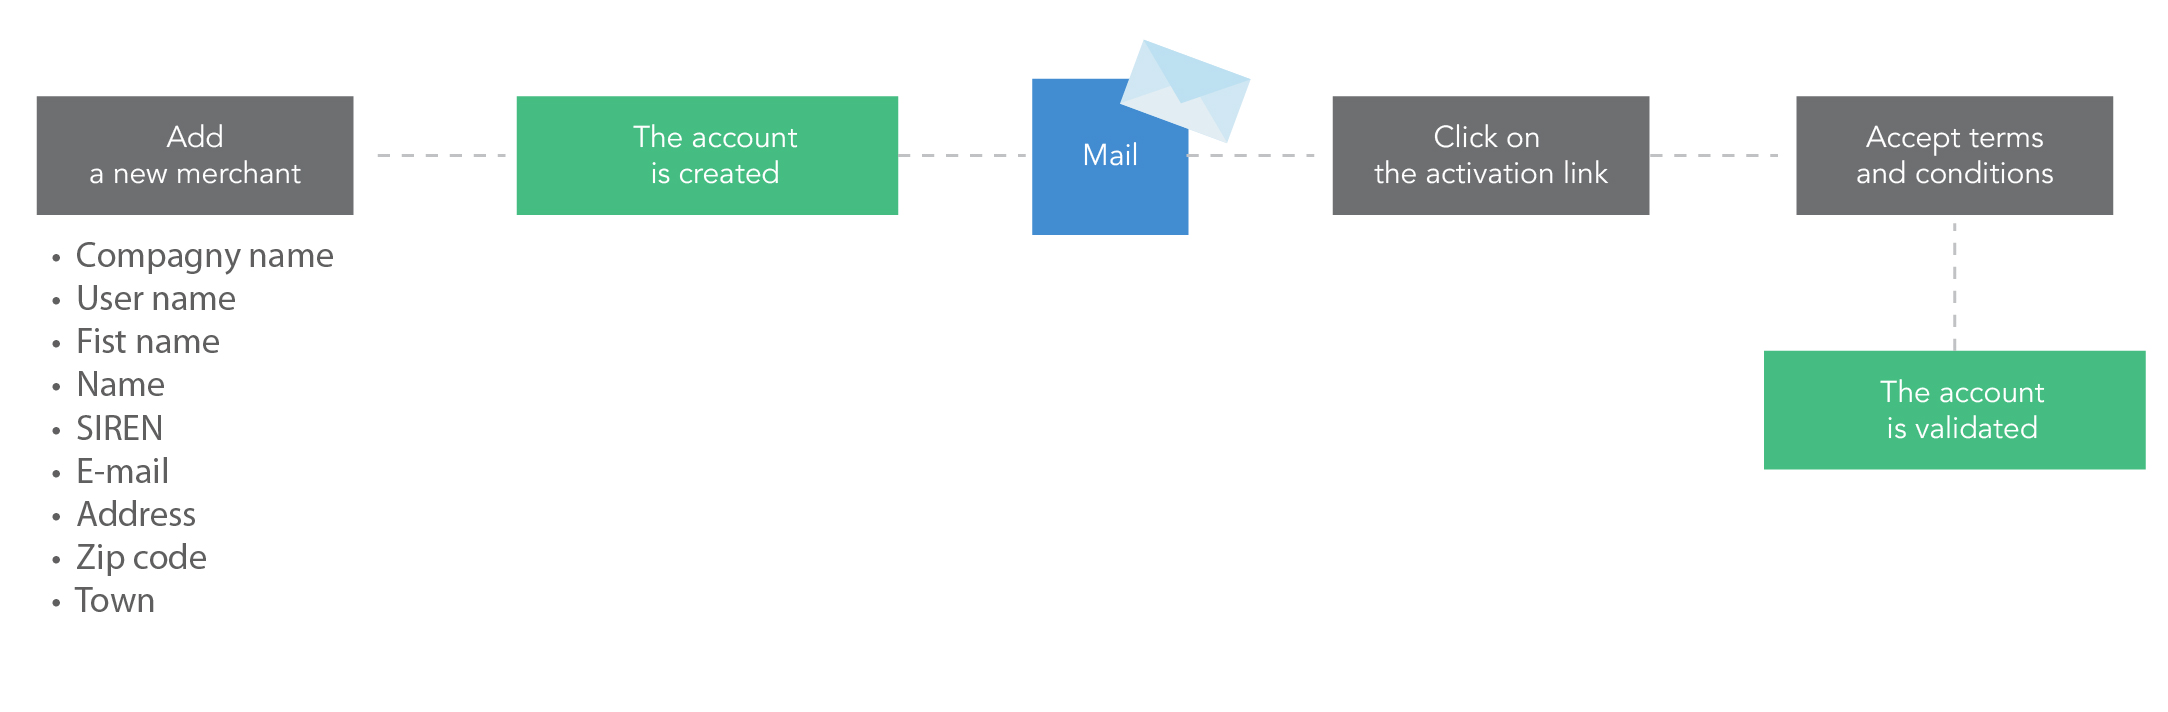 Add
a new merchant
The account
is created
Mail
Click on
the activation link
Accept terms
and conditions
• Compagny name
• User name
• Fist name
• Name
• SIREN
• E-mail
• Address
• Zip code
• Town
The account
is validated